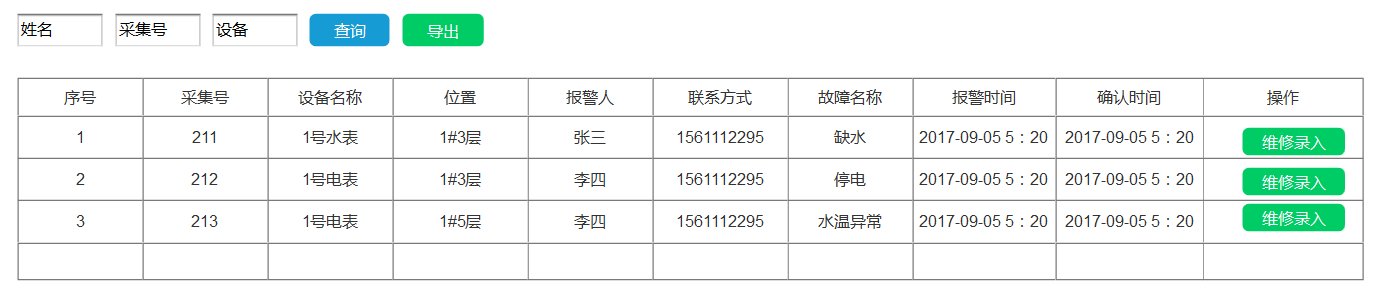 姓名 采集号 设备 查询 导出
序号 采集号 设备名称 位置 报警人 联系方式 故障名称 报警时间 确认时间 操作
1 211 1号水表 1#3层 张三 1561112295 缺水 2017-09-05 5：20 2017-09-05 5：20 维修录入
2 212 1号电表 1#3层 李四 1561112295 停电 2017-09-05 5：20 2017-09-05 5：20 维修录入
3 213 1号电表 1#5层 李四 1561112295 水温异常 2017-09-05 5：20 2017-09-05 5：20 维修录入